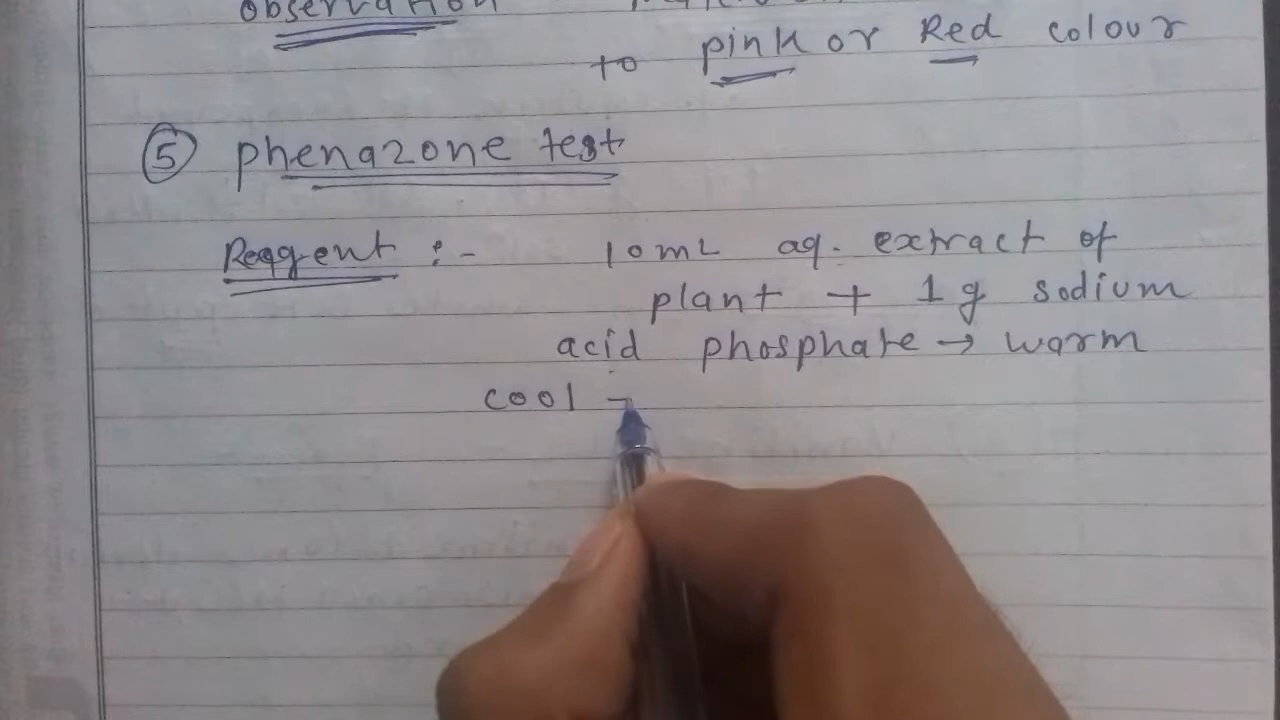 observation
to pink or Red colour
5 phenazone test
Reagent :- 10mL aq. extract of
plant + 1g sodium
acid phosphate → warm
cool -